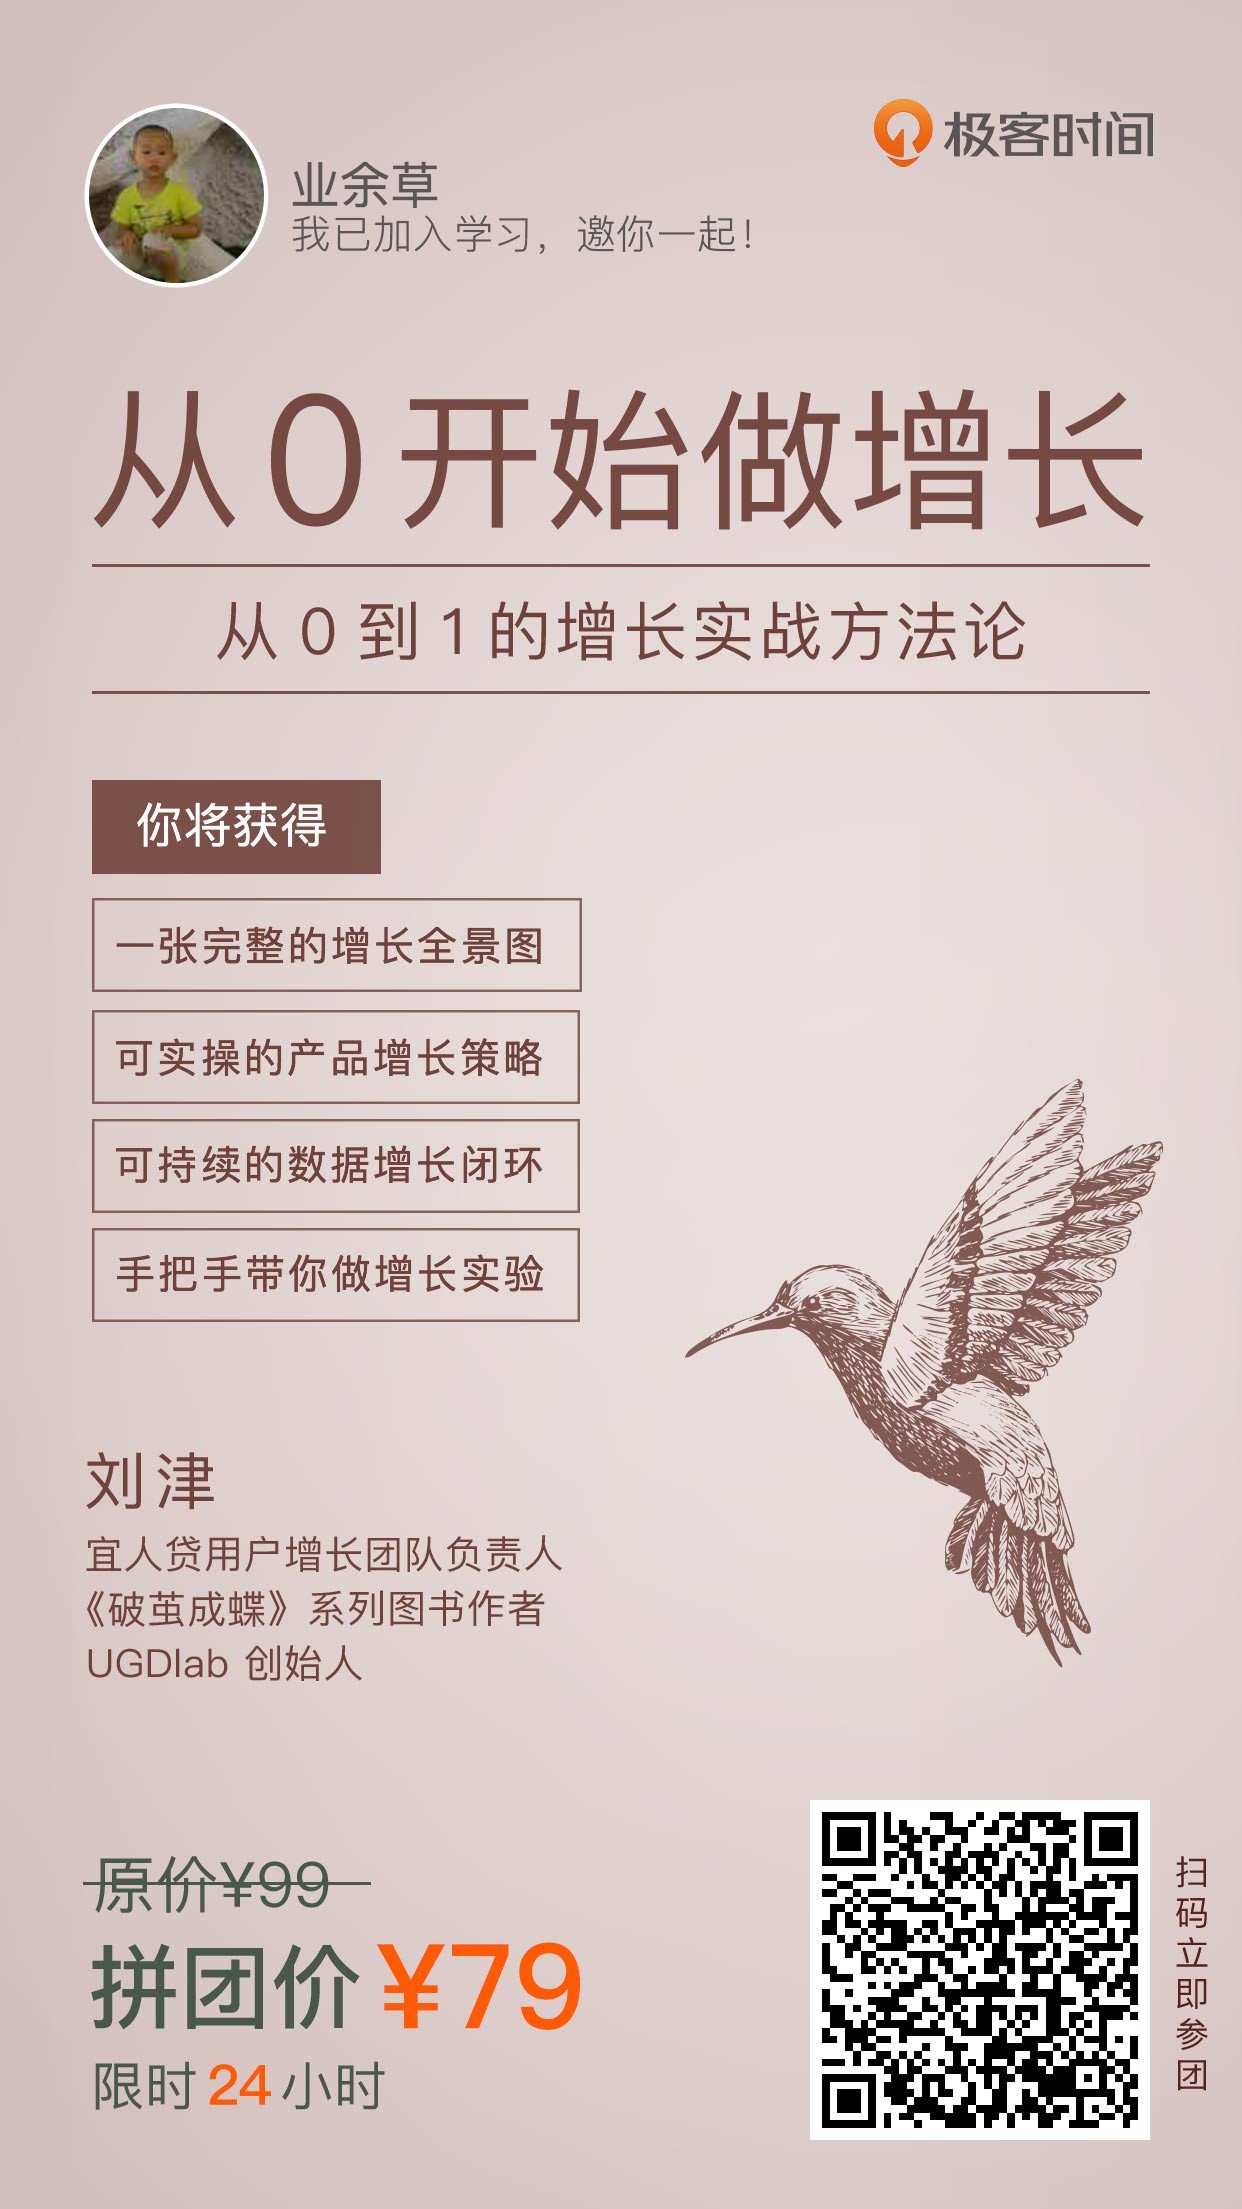 极客时间
业余草
我已加入学习，邀你一起！
从0开始做增长
从0到1的增长实战方法论
你将获得
一张完整的增长全景图
可实操的产品增长策略
可持续的数据增长闭环
手把手带你做增长实验
刘津
宜人贷用户增长团队负责人
《破茧成蝶》系列图书作者
UGDlab 创始人
原价¥99
拼团价 ¥79
限时24小时
扫码立即参团